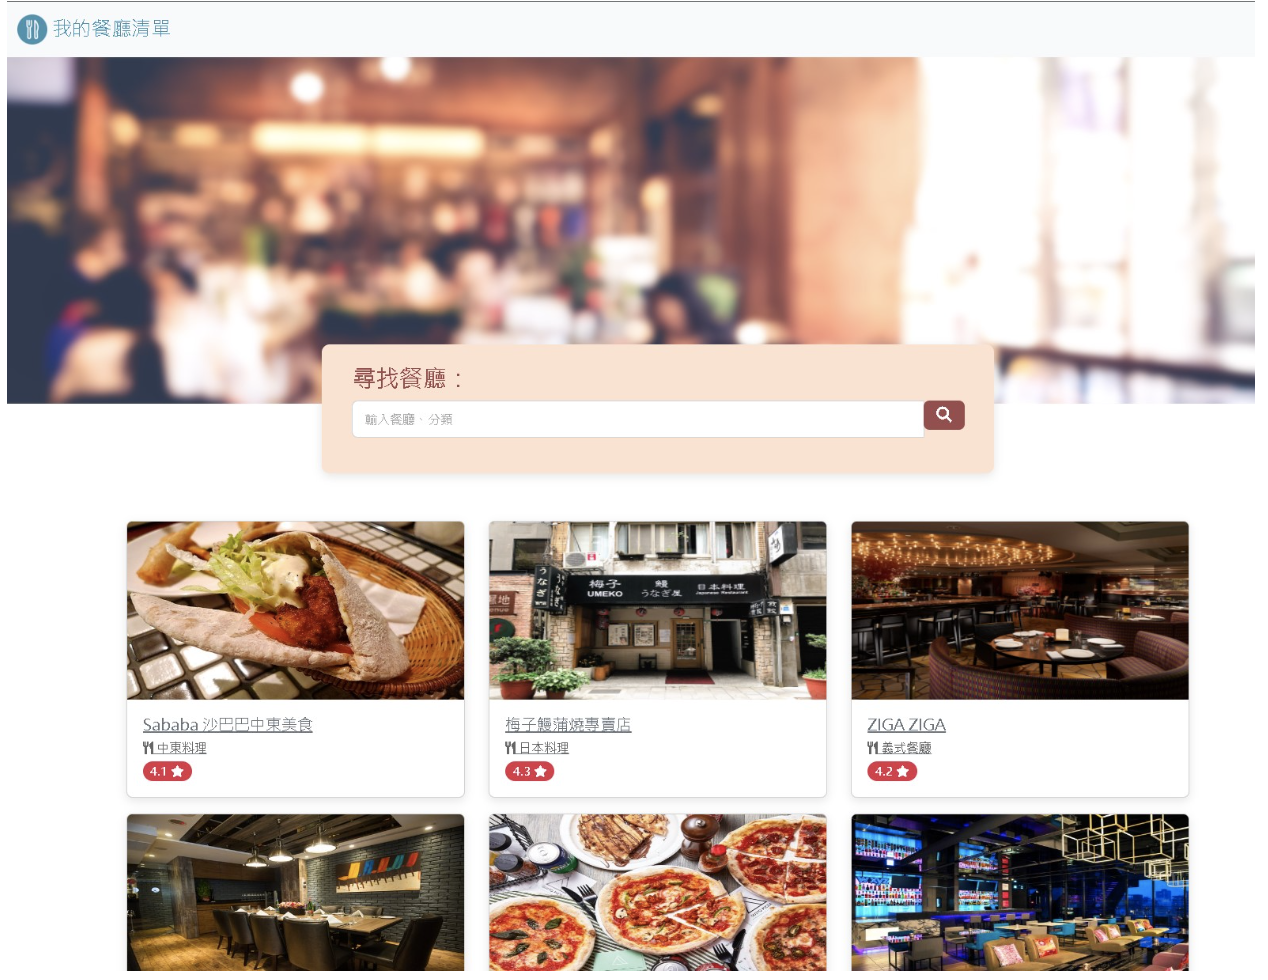 我的餐廳清單
尋找餐廳：
輸入餐廳、分類
梅子 鰻 日本料理
UMEKO うなぎ屋 Japanese Restaurant
Sababa 沙巴巴中東美食
中東料理
4.1
梅子鰻蒲燒專賣店
日本料理
4.3
ZIGA ZIGA
義式餐廳
4.2